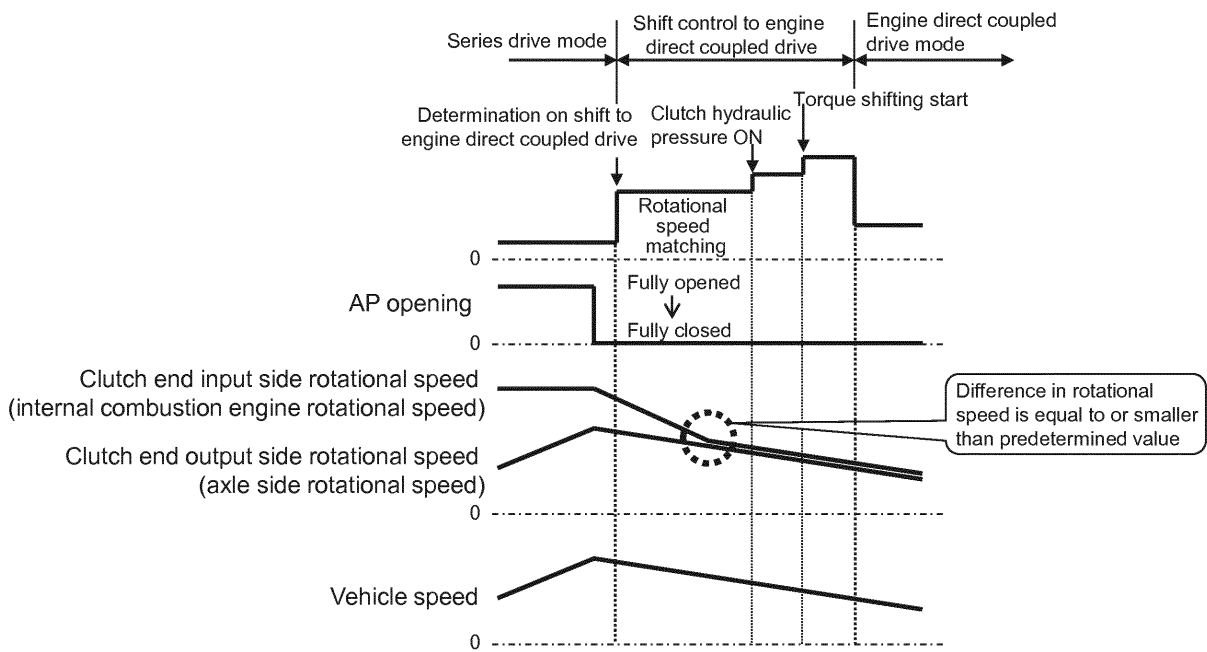 Series drive mode
Shift control to engine
direct coupled drive
Engine direct coupled
drive mode
Determination on shift to
engine direct coupled drive
Clutch hydraulic
pressure ON
Torque shifting start
Rotational
speed
matching
0
AP opening
Fully opened
Fully closed
0
Clutch end input side rotational speed
(internal combustion engine rotational speed)
Difference in rotational
speed is equal to or smaller
than predetermined value
Clutch end output side rotational speed
(axle side rotational speed)
0
Vehicle speed
0